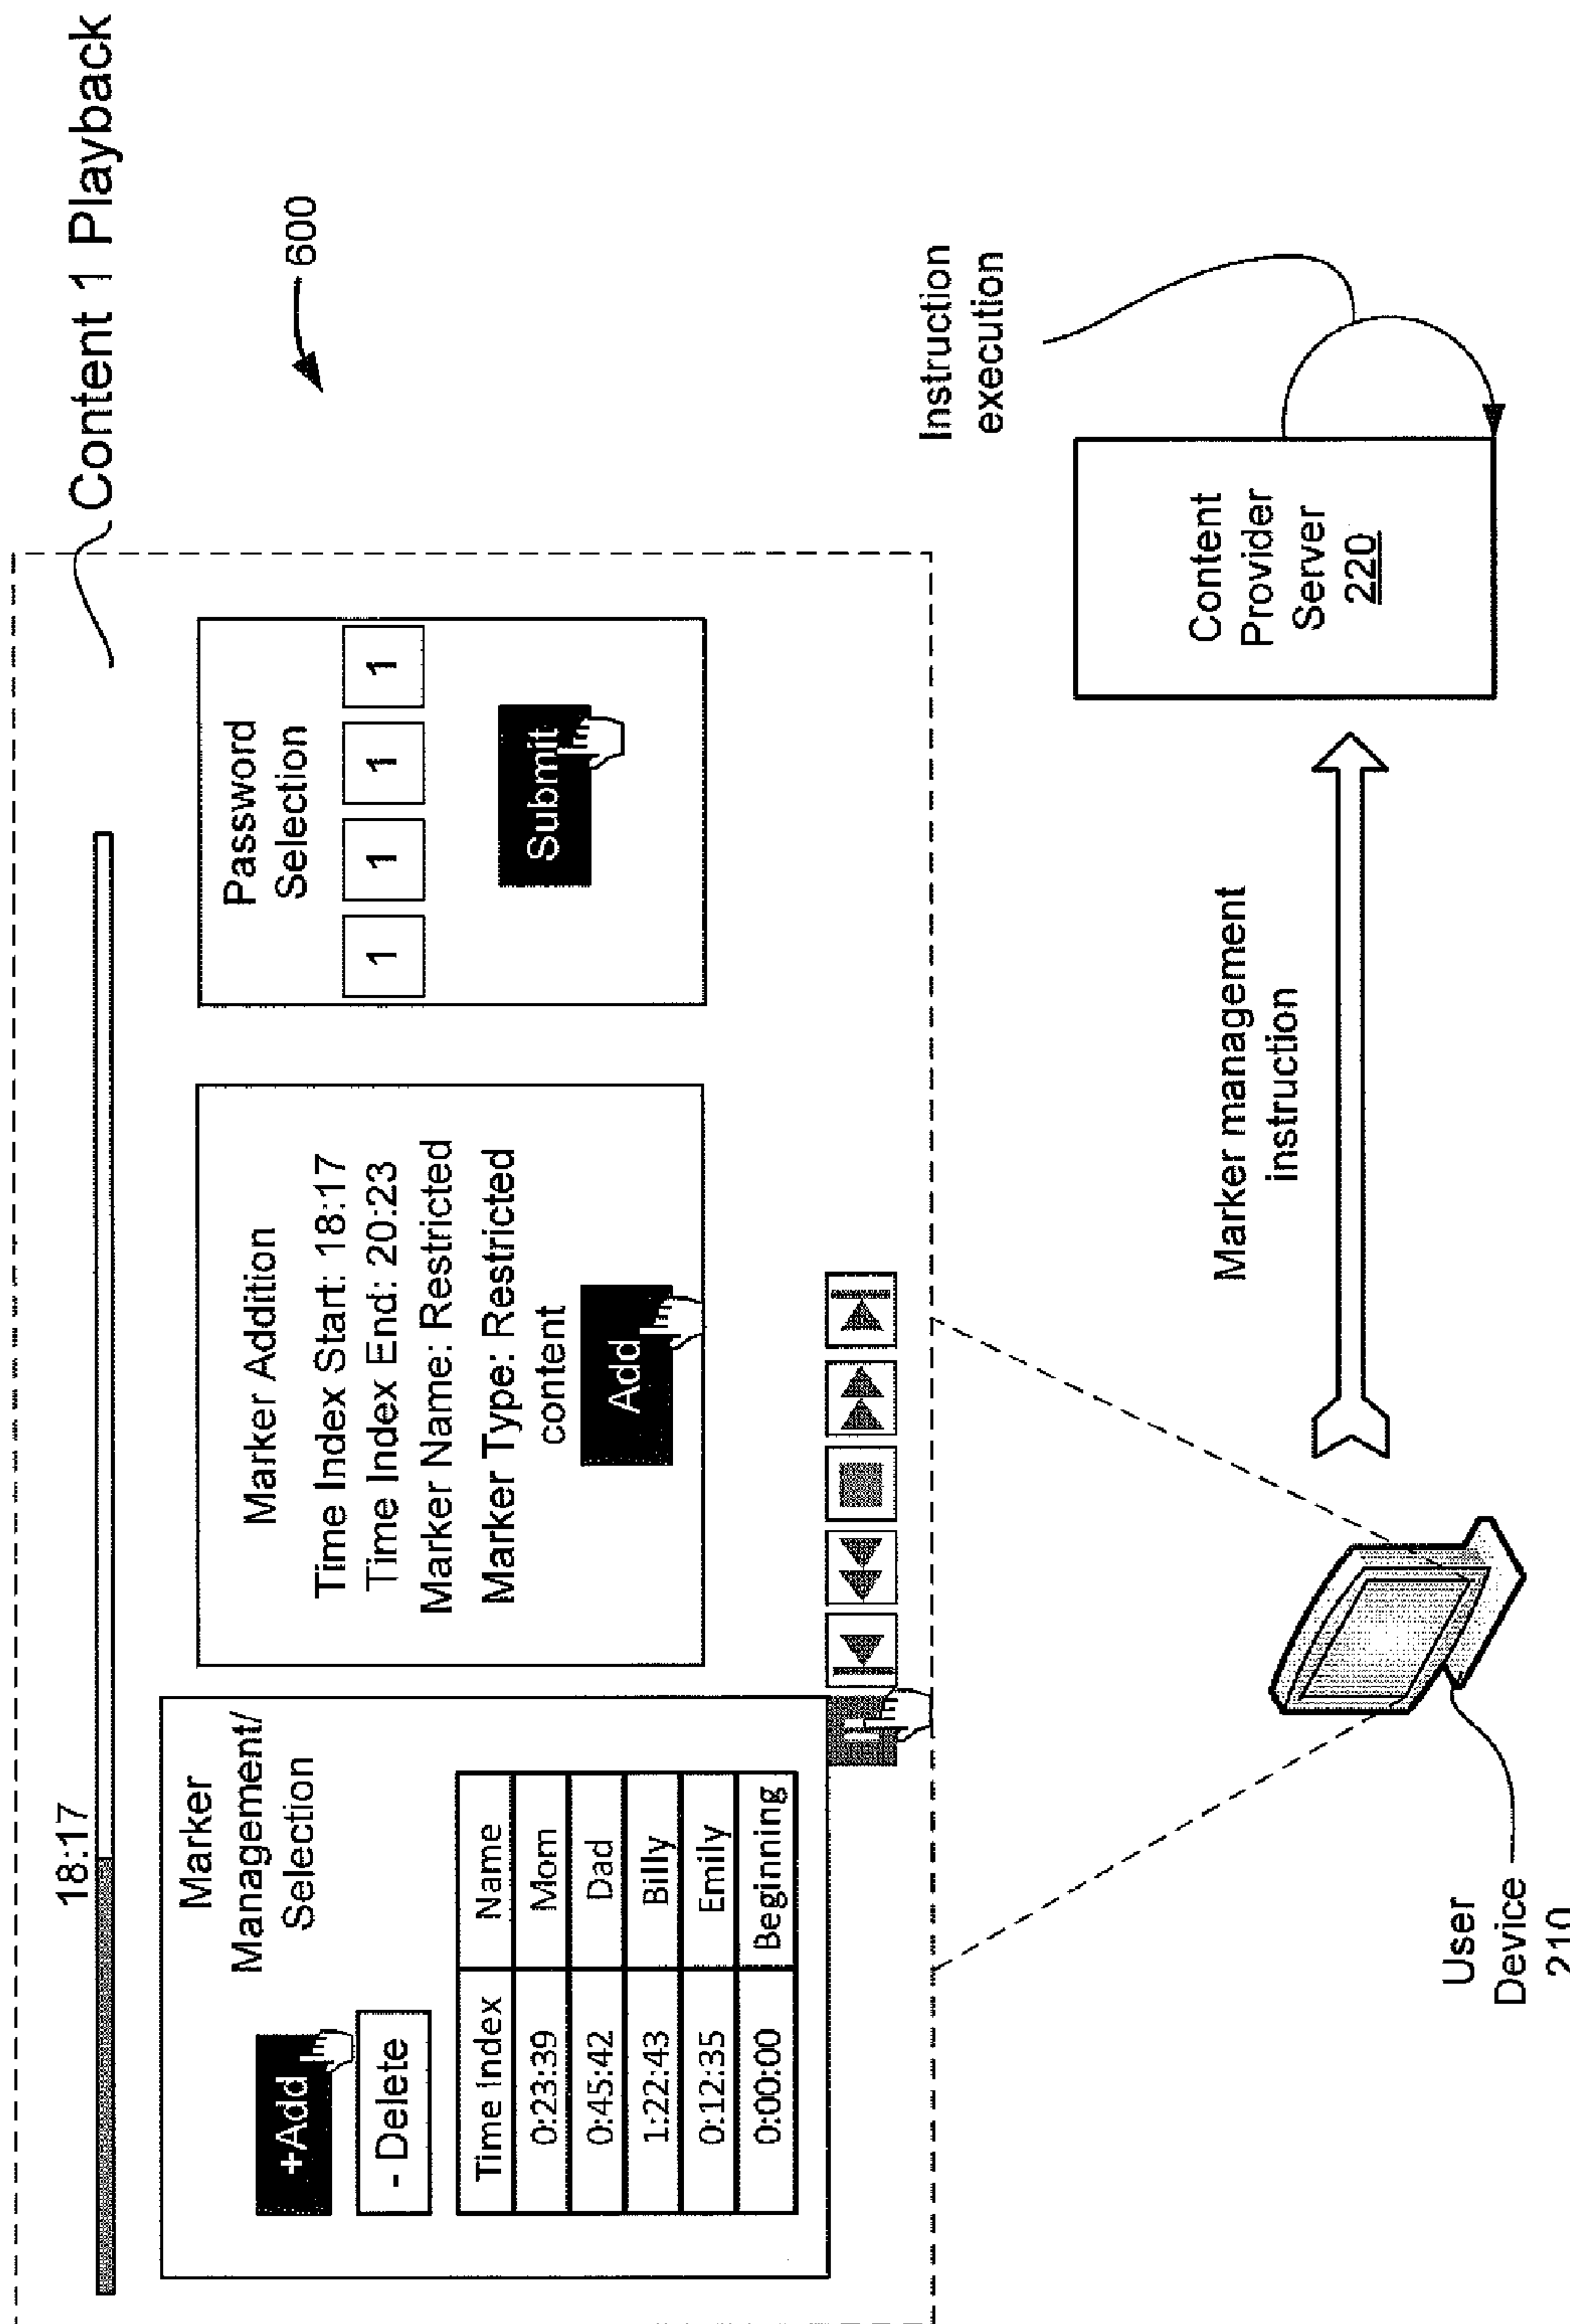 Content 1 Playback
600
18:17
Marker
Management/
Selection
+Add
- Delete
Time Index Name
0:23:39 Mom
0:45:42 Dad
1:22:43 Billy
0:12:35 Emily
0:00:00 Beginning
Marker Addition
Time Index Start: 18:17
Time Index End: 20:23
Marker Name: Restricted
Marker Type: Restricted
content
Add
Password
Selection
1 1 1 1
Submit
User
Device
210
Marker management
instruction
Content
Provider
Server
220
Instruction
execution